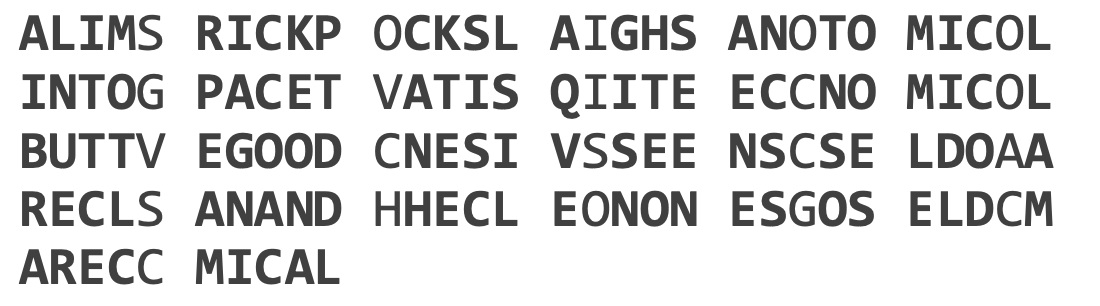 ALIMS RICKP OCKSL AIGHS ANOTO MICOL
INTOG PACET VATIS QIITE ECCNO MICOL
BUTTV EGOOD CNESI VSSEE NSCSE LDOAA
RECLS ANAND HHECL EONON ESGOS ELDCM
ARECC MICAL